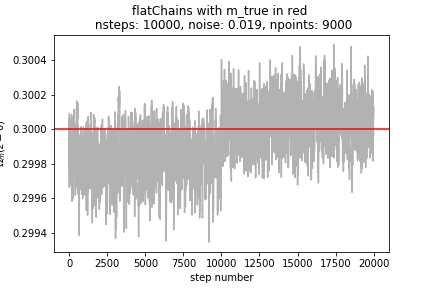 flatChains with m_true in red
nsteps: 10000, noise: 0.019, npoints: 9000
0.3004
0.3002
0.3000
0.2998
0.2996
0.2994
0 2500 5000 7500 10000 12500 15000 17500 20000
step number